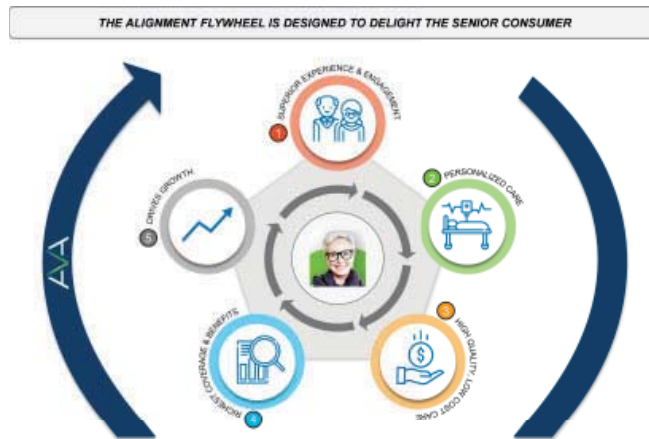 THE ALIGNMENT FLYWHEEL IS DESIGNED TO DELIGHT THE SENIOR CONSUMER
1
SUPERIOR EXPERIENCE & ENGAGEMENT
2
PERSONALIZED CARE
3
HIGH QUALITY, LOW COST CARE
$
4
RICHEST COVERAGE & BENEFITS
5
DRIVES GROWTH
AVA